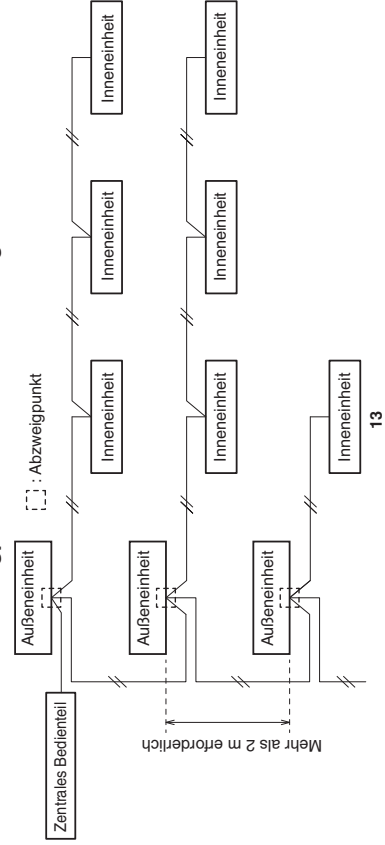 : Abzweigpunkt
Zentrales Bedienteil
Außeneinheit
Inneneinheit
Inneneinheit
Inneneinheit
Außeneinheit
Inneneinheit
Inneneinheit
Inneneinheit
Mehr als 2 m erforderlich
Außeneinheit
Inneneinheit
13